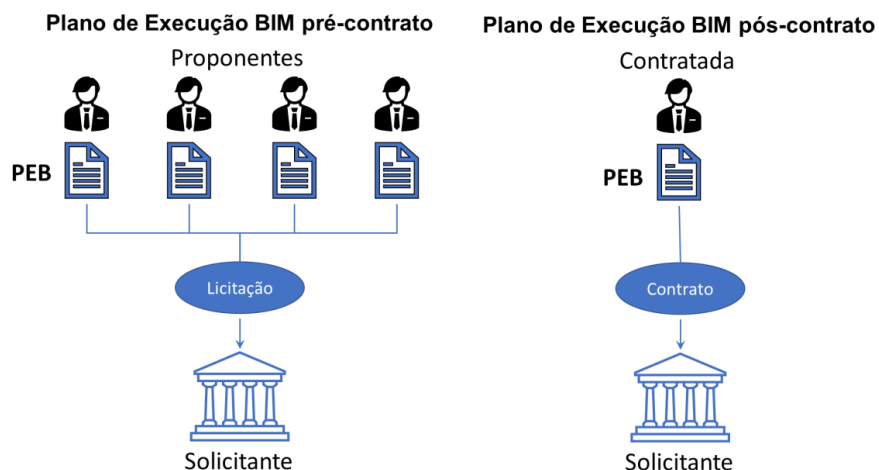 Plano de Execução BIM pré-contrato
Proponentes
PEB
Licitação
Solicitante
Plano de Execução BIM pós-contrato
Contratada
PEB
Contrato
Solicitante